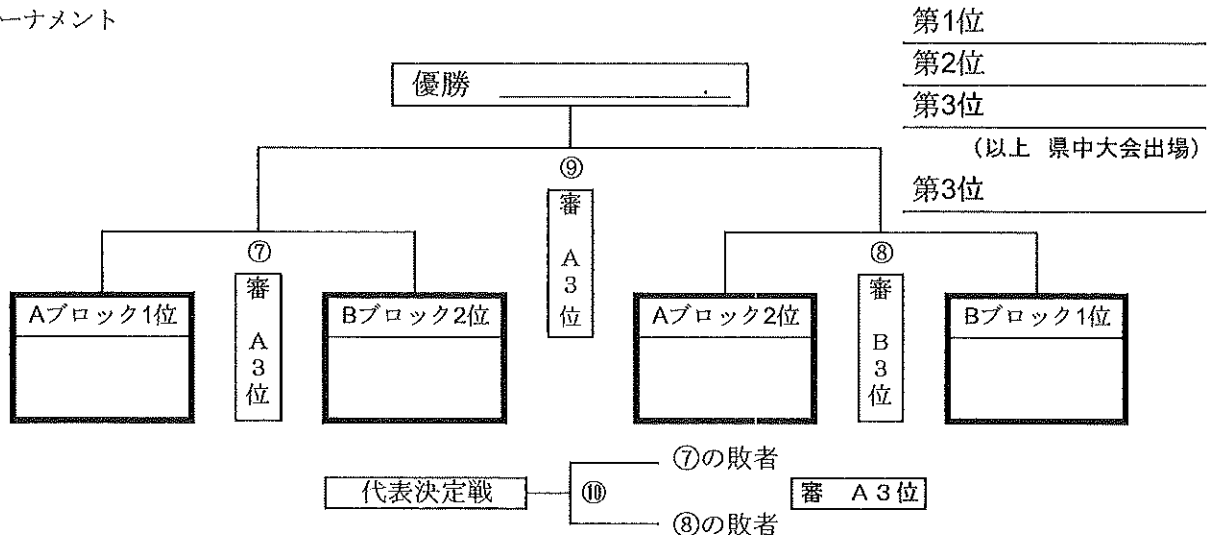 ーナメント
第1位
第2位
第3位
(以上 県中大会出場)
第3位
優勝
⑨
審 A3位
⑦
審 A3位
⑧
審 B3位
Aブロック1位
Bブロック2位
Aブロック2位
Bブロック1位
⑦の敗者
代表決定戦
⑩
審 A3位
⑧の敗者